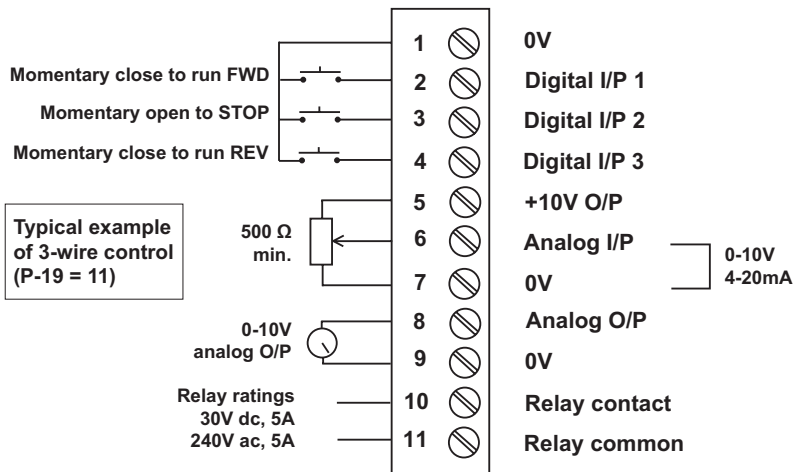 1 0V
Momentary close to run FWD 2 Digital I/P 1
Momentary open to STOP 3 Digital I/P 2
Momentary close to run REV 4 Digital I/P 3
5 +10V O/P
Typical example
of 3-wire control
(P-19 = 11)
500 Ω
min.
6 Analog I/P
0-10V
4-20mA
7 0V
8 Analog O/P
0-10V
analog O/P
9 0V
Relay ratings
30V dc, 5A
240V ac, 5A
10 Relay contact
11 Relay common